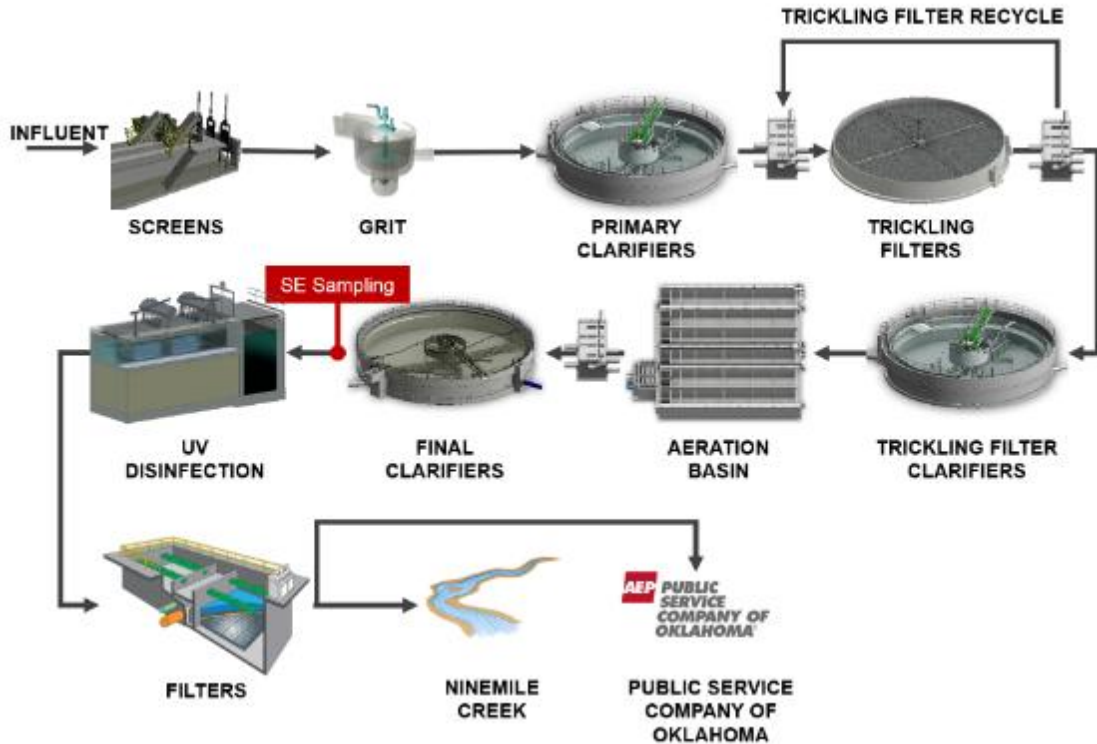 TRICKLING FILTER RECYCLE
INFLUENT
SCREENS
GRIT
PRIMARY
CLARIFIERS
TRICKLING
FILTERS
SE Sampling
UV
DISINFECTION
FINAL
CLARIFIERS
AERATION
BASIN
TRICKLING FILTER
CLARIFIERS
AEP PUBLIC
SERVICE
COMPANY OF
OKLAHOMA
FILTERS
NINEMILE
CREEK
PUBLIC SERVICE
COMPANY OF
OKLAHOMA